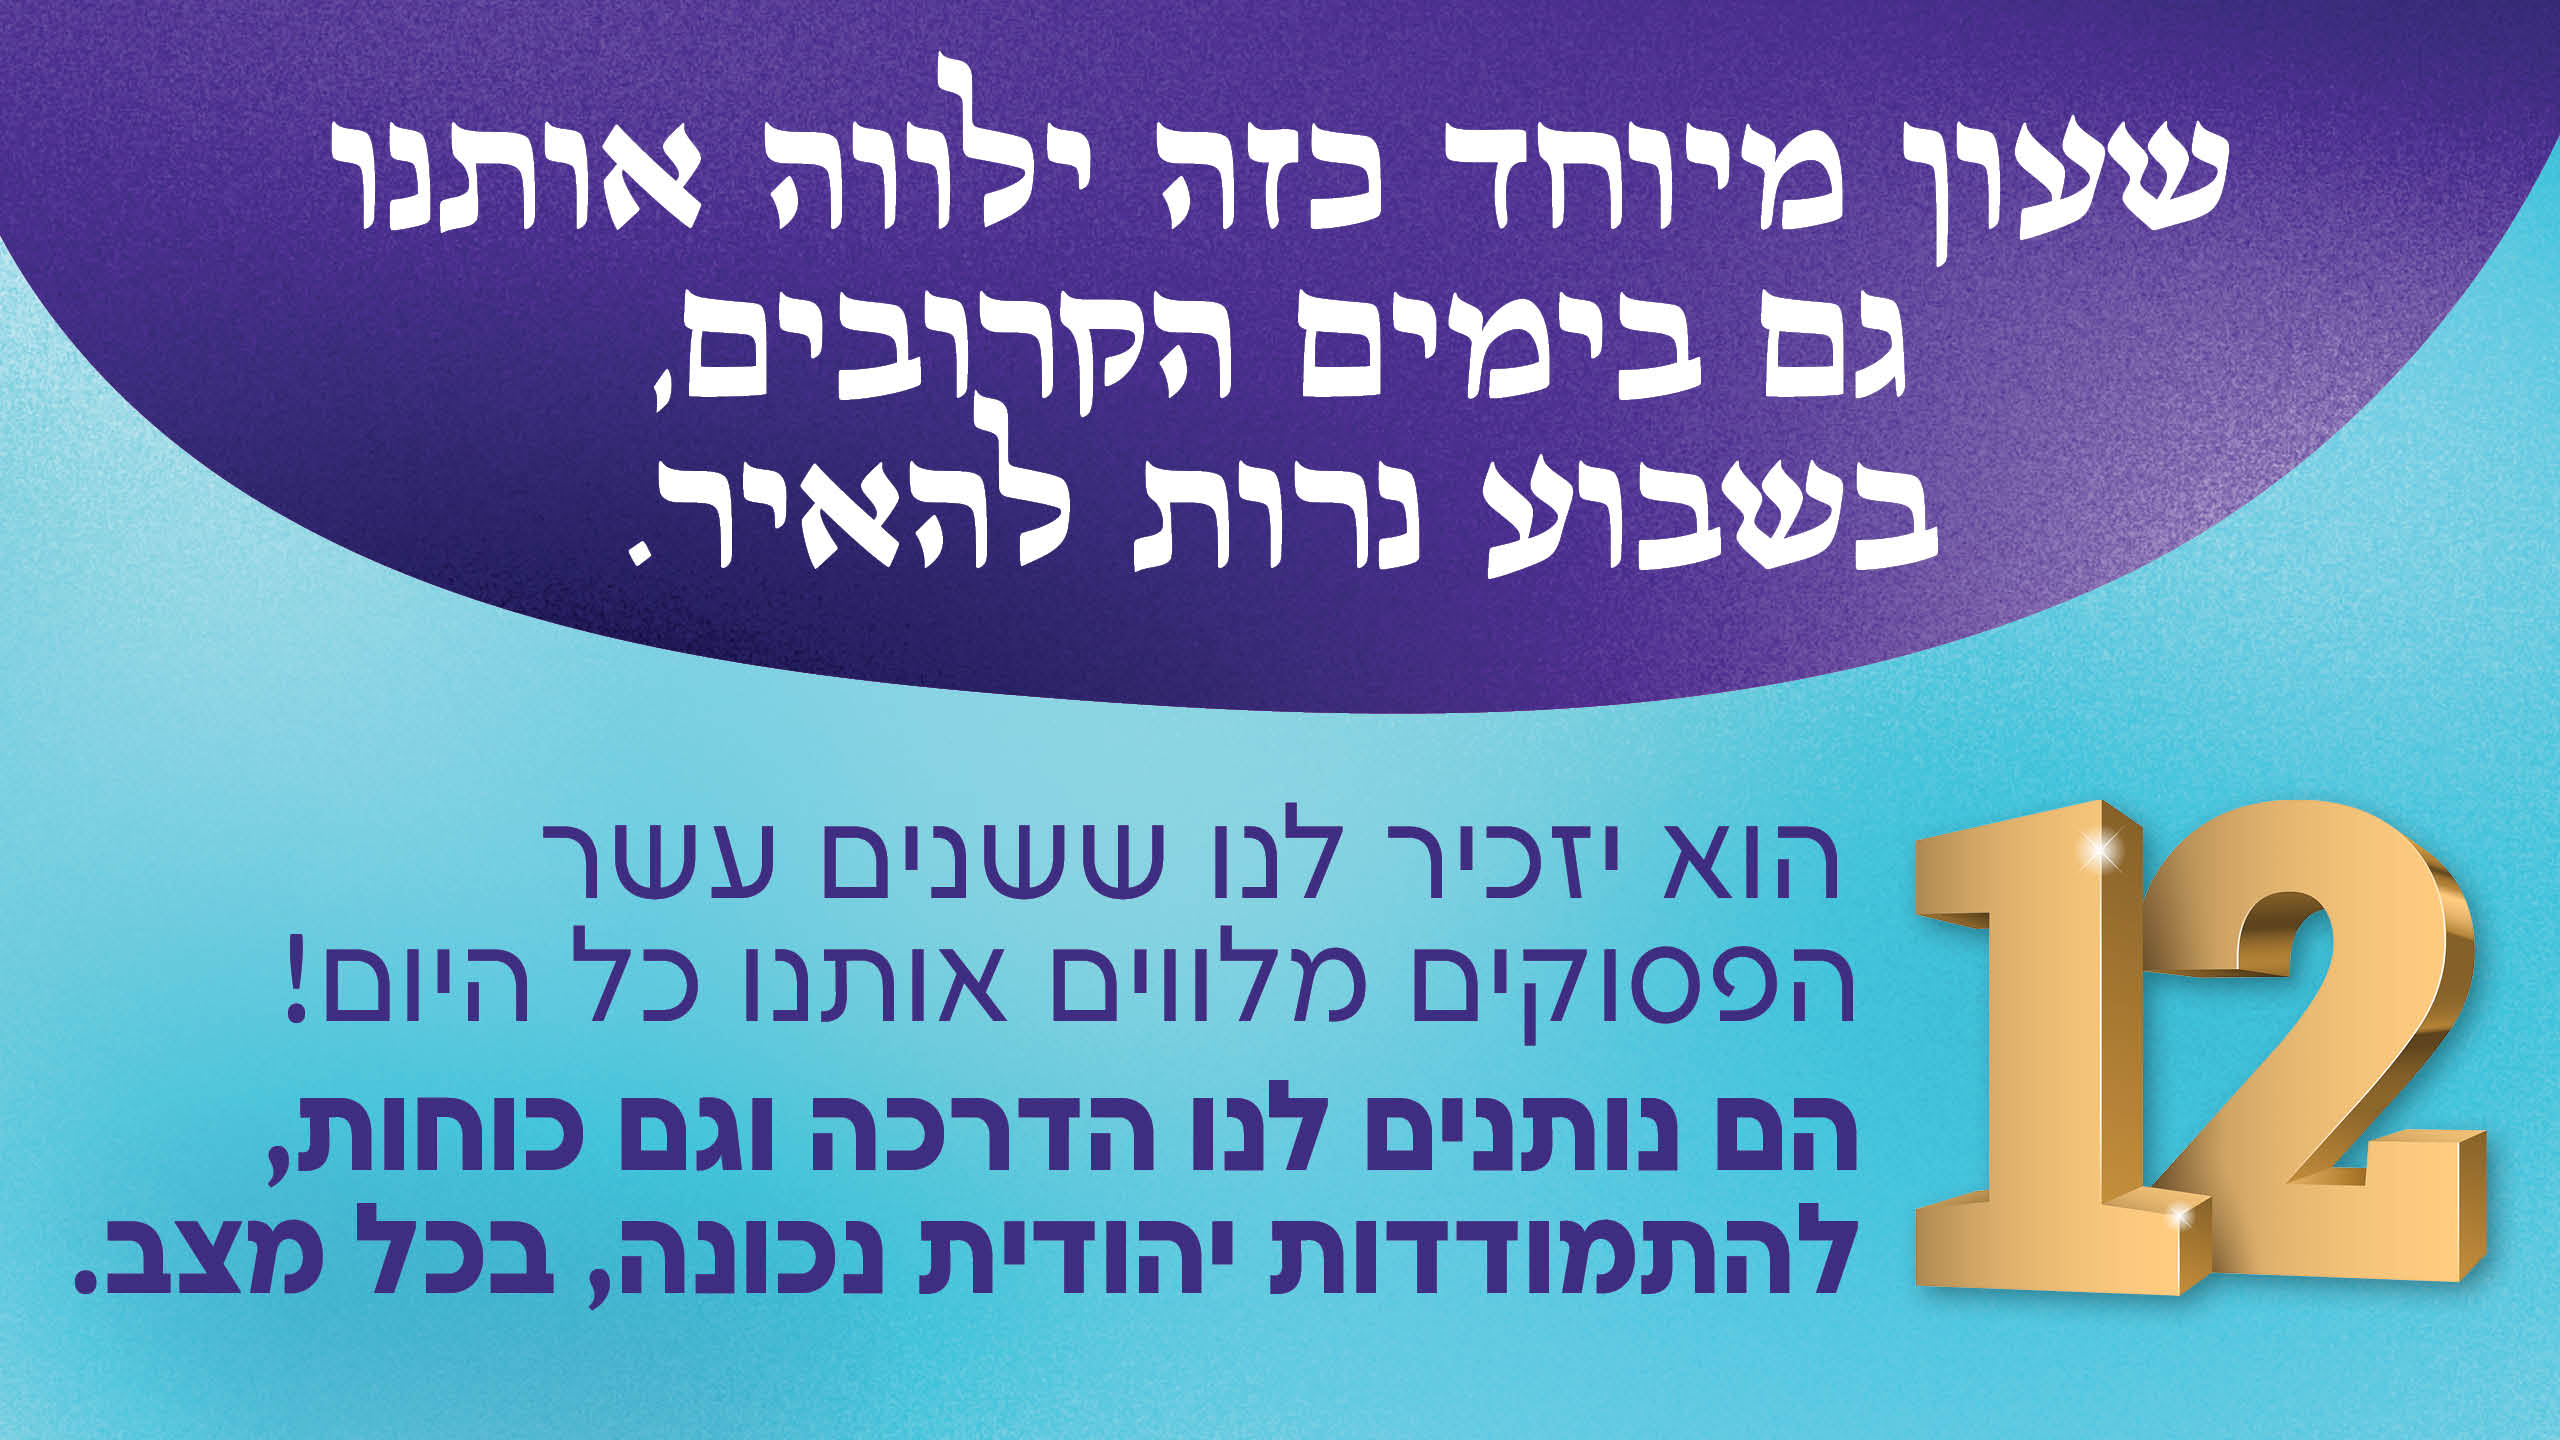 שעון מיוחד כזה ילווה אותנו
גם בימים הקרובים,
בשבוע נרות להאיר.
12
הוא יזכיר לנו ששנים עשר
הפסוקים מלווים אותנו כל היום!
הם נותנים לנו הדרכה וגם כוחות,
להתמודדות יהודית נכונה, בכל מצב.